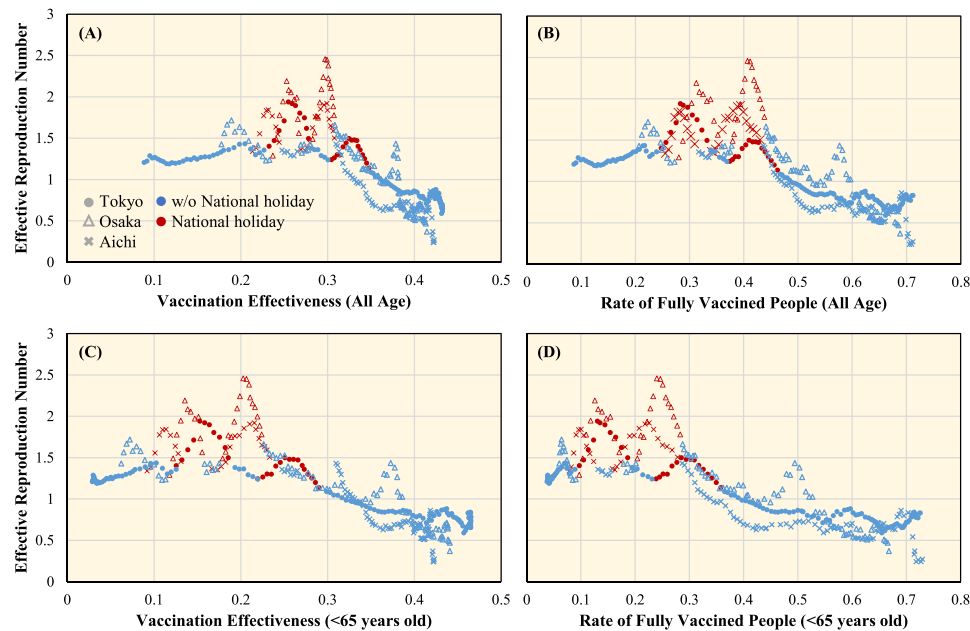 (A)
Effective Reproduction Number
3
2.5
2
1.5
1
0.5
0
Tokyo
w/o National holiday
Osaka
National holiday
Aichi
0 0.1 0.2 0.3 0.4 0.5
Vaccination Effectiveness (All Age)
(B)
0 0.1 0.2 0.3 0.4 0.5 0.6 0.7 0.8
Rate of Fully Vaccined People (All Age)
(C)
Effective Reproduction Number
3
2.5
2
1.5
1
0.5
0
0 0.1 0.2 0.3 0.4 0.5
Vaccination Effectiveness (<65 years old)
(D)
0 0.1 0.2 0.3 0.4 0.5 0.6 0.7 0.8
Rate of Fully Vaccined People (<65 years old)